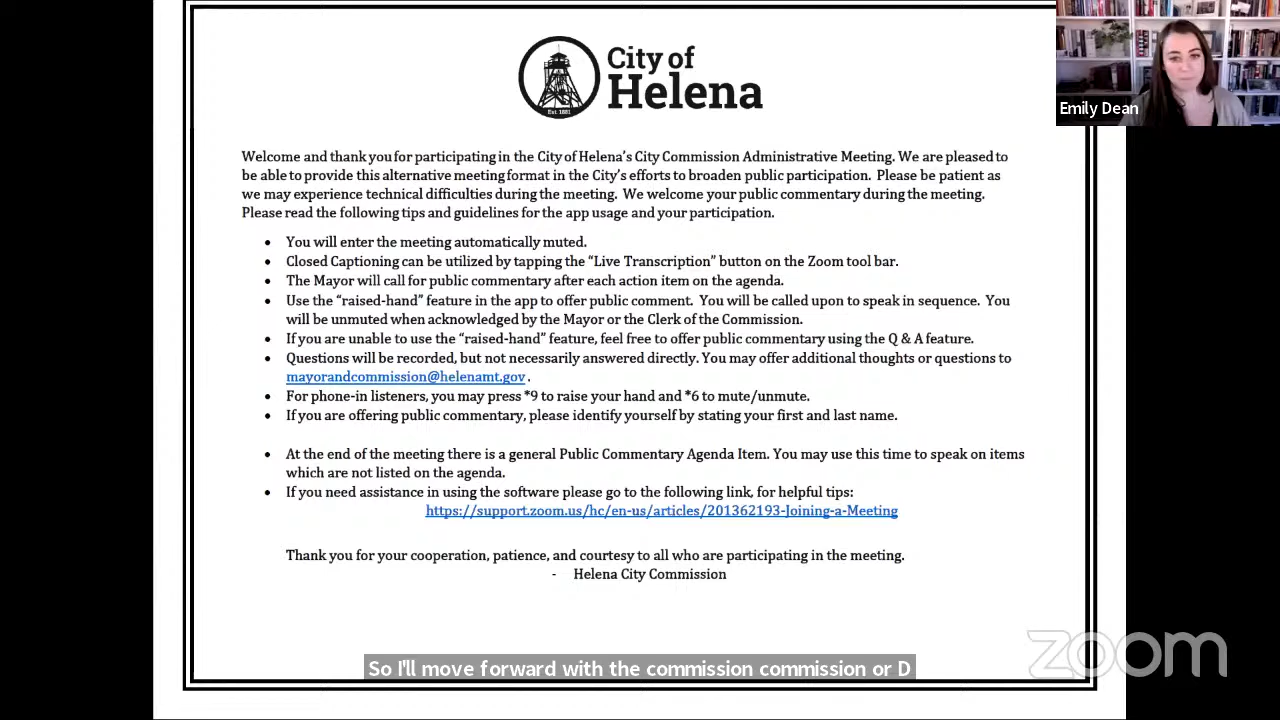 City of
Helena
Est. 1881
Emily Dean
Welcome and thank you for participating in the City of Helena's City Commission Administrative Meeting. We are pleased to
be able to provide this alternative meeting format in the City's efforts to broaden public participation. Please be patient as
we may experience technical difficulties during the meeting. We welcome your public commentary during the meeting.
Please read the following tips and guidelines for the app usage and your participation.
• You will enter the meeting automatically muted.
• Closed Captioning can be utilized by tapping the “Live Transcription” button on the Zoom tool bar.
• The Mayor will call for public commentary after each action item on the agenda.
• Use the “raised-hand” feature in the app to offer public comment. You will be called upon to speak in sequence. You
will be unmuted when acknowledged by the Mayor or the Clerk of the Commission.
• If you are unable to use the “raised-hand” feature, feel free to offer public commentary using the Q & A feature.
• Questions will be recorded, but not necessarily answered directly. You may offer additional thoughts or questions to
mayorandcommission@helenamt.gov.
• For phone-in listeners, you may press *9 to raise your hand and *6 to mute/unmute.
• If you are offering public commentary, please identify yourself by stating your first and last name.
• At the end of the meeting there is a general Public Commentary Agenda Item. You may use this time to speak on items
which are not listed on the agenda.
• If you need assistance in using the software please go to the following link, for helpful tips:
https://support.zoom.us/hc/en-us/articles/201362193-Joining-a-Meeting
Thank you for your cooperation, patience, and courtesy to all who are participating in the meeting.
- Helena City Commission
So I'll move forward with the commission commission or D
zoom